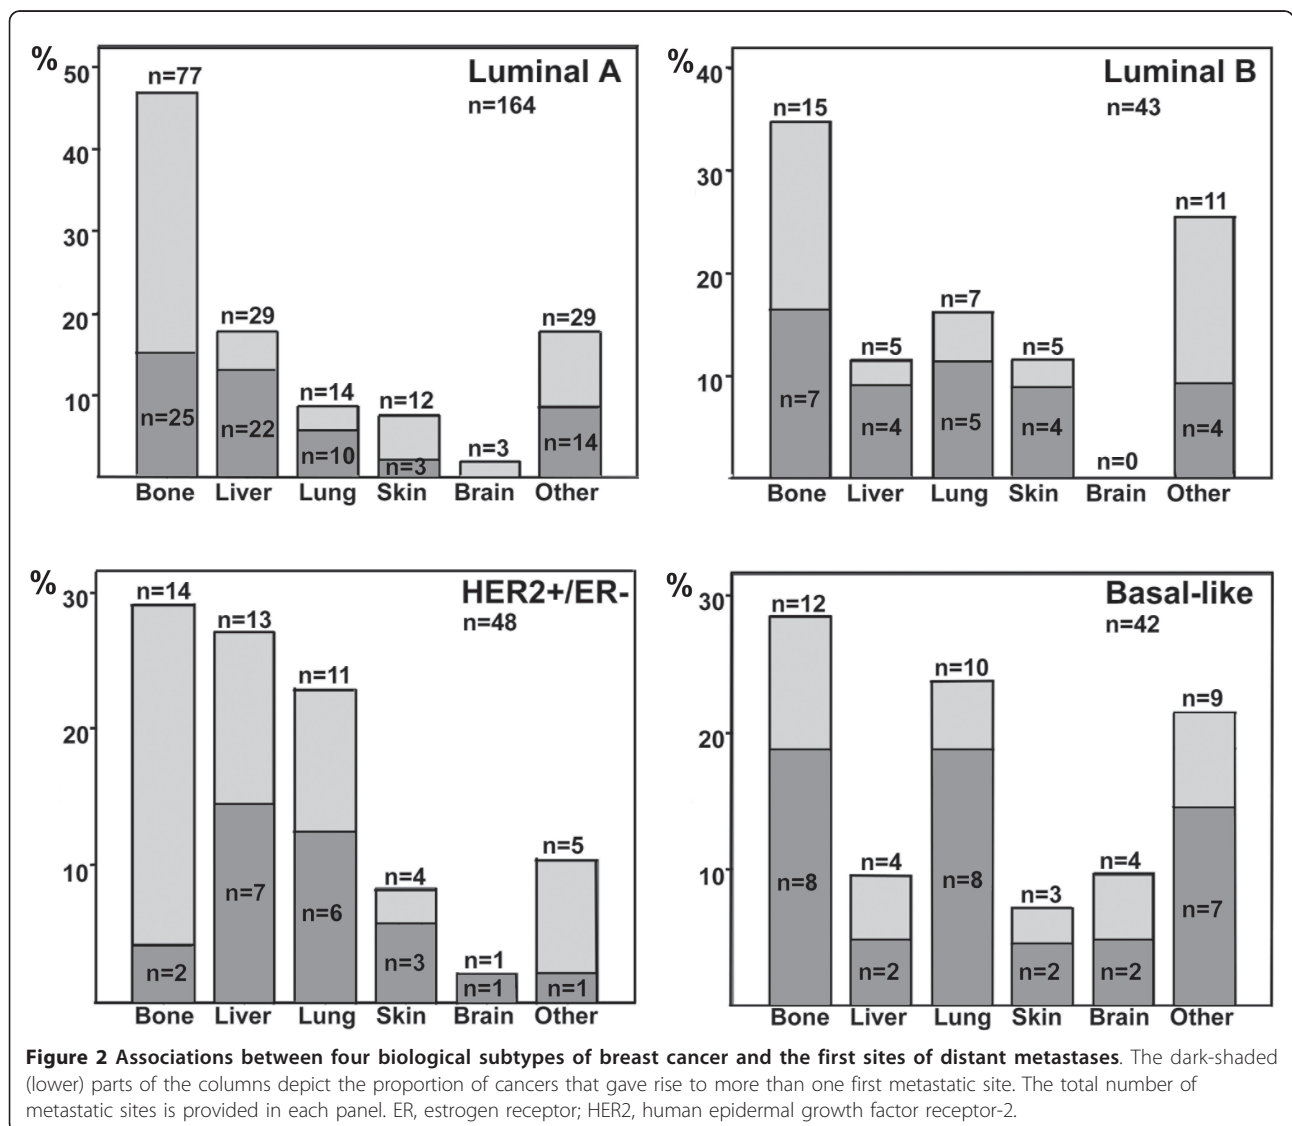 %
50
40
30
20
10
Luminal A
n=164
n=77
n=29
n=14
n=12
n=3
n=29
n=25
n=22
n=10
n=3
n=14
Bone Liver Lung Skin Brain Other
%
40
30
20
10
Luminal B
n=43
n=15
n=5
n=7
n=5
n=0
n=11
n=7
n=4
n=5
n=4
n=4
Bone Liver Lung Skin Brain Other
%
30
20
10
HER2+/ER-
n=48
n=14
n=13
n=11
n=4
n=1
n=5
n=2
n=7
n=6
n=3
n=1
n=1
Bone Liver Lung Skin Brain Other
%
30
20
10
Basal-like
n=42
n=12
n=4
n=10
n=3
n=4
n=9
n=8
n=2
n=8
n=2
n=2
n=7
Bone Liver Lung Skin Brain Other
Figure 2 Associations between four biological subtypes of breast cancer and the first sites of distant metastases. The dark-shaded
(lower) parts of the columns depict the proportion of cancers that gave rise to more than one first metastatic site. The total number of
metastatic sites is provided in each panel. ER, estrogen receptor; HER2, human epidermal growth factor receptor-2.